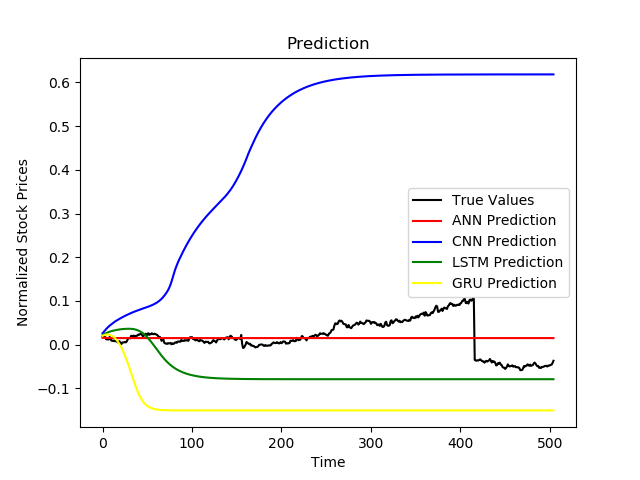 Prediction
Normalized Stock Prices
0.6
0.5
0.4
0.3
0.2
0.1
0.0
−0.1
True Values
ANN Prediction
CNN Prediction
LSTM Prediction
GRU Prediction
0 100 200 300 400 500
Time